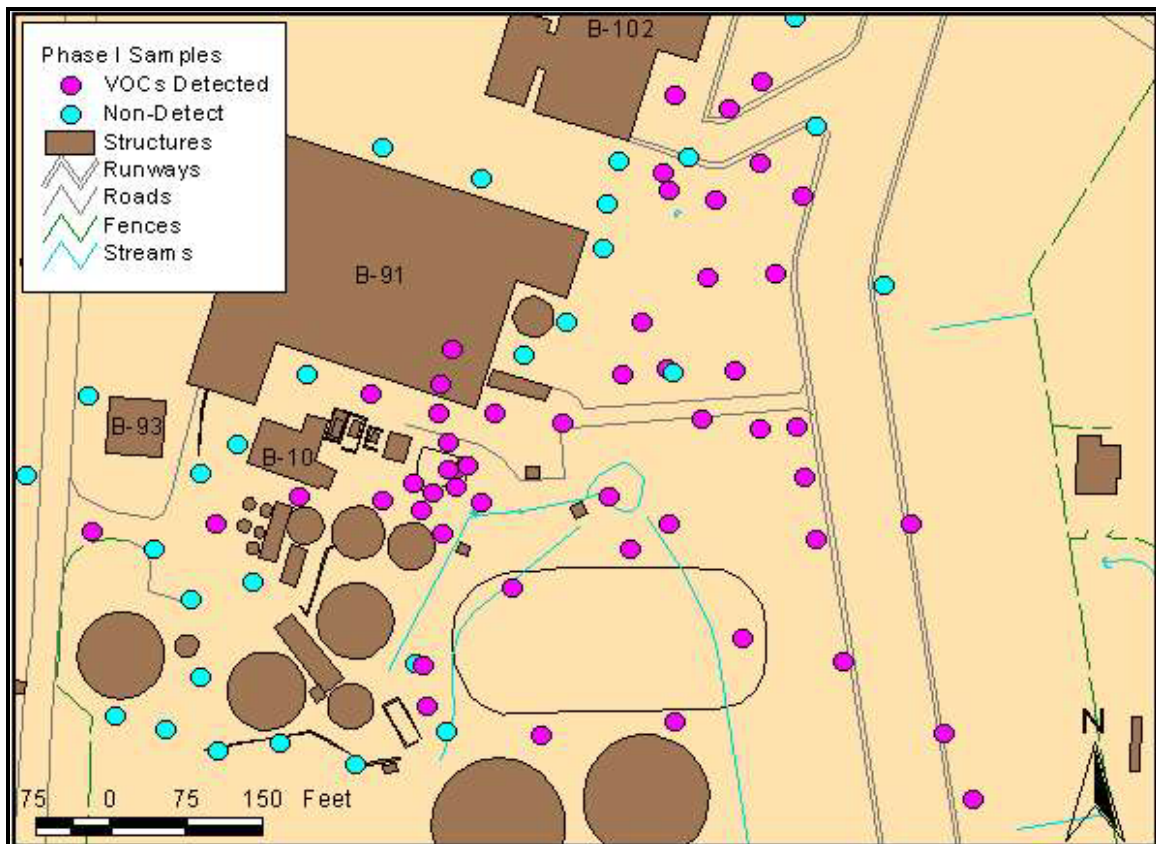 Phase I Samples
VOCs Detected
Non-Detect
Structures
Runways
Roads
Fences
Streams
B-102
B-91
B-93
B-10
N
75 0 75 150 Feet